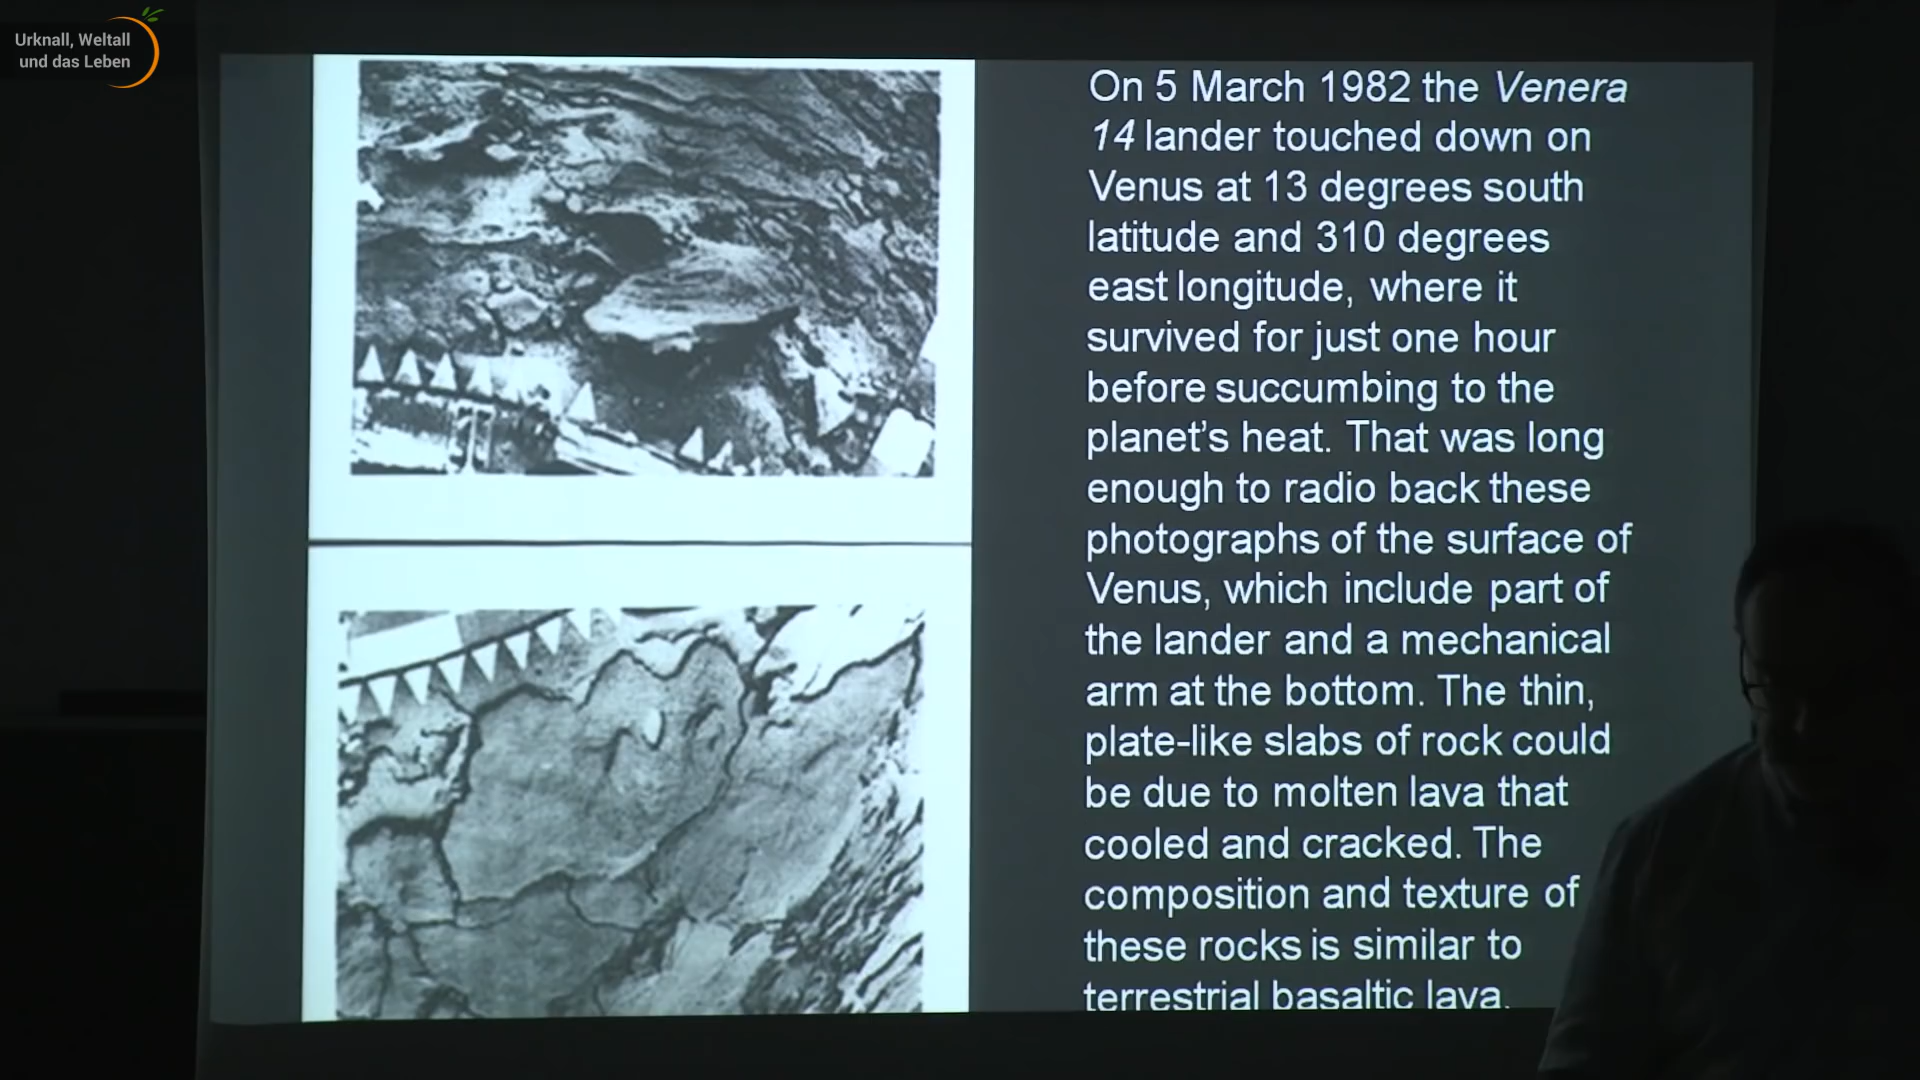 Urknall, Weltall
und das Leben
On 5 March 1982 the Venera
14 lander touched down on
Venus at 13 degrees south
latitude and 310 degrees
east longitude, where it
survived for just one hour
before succumbing to the
planet’s heat. That was long
enough to radio back these
photographs of the surface of
Venus, which include part of
the lander and a mechanical
arm at the bottom. The thin,
plate-like slabs of rock could
be due to molten lava that
cooled and cracked. The
composition and texture of
these rocks is similar to
terrestrial basaltic lava.